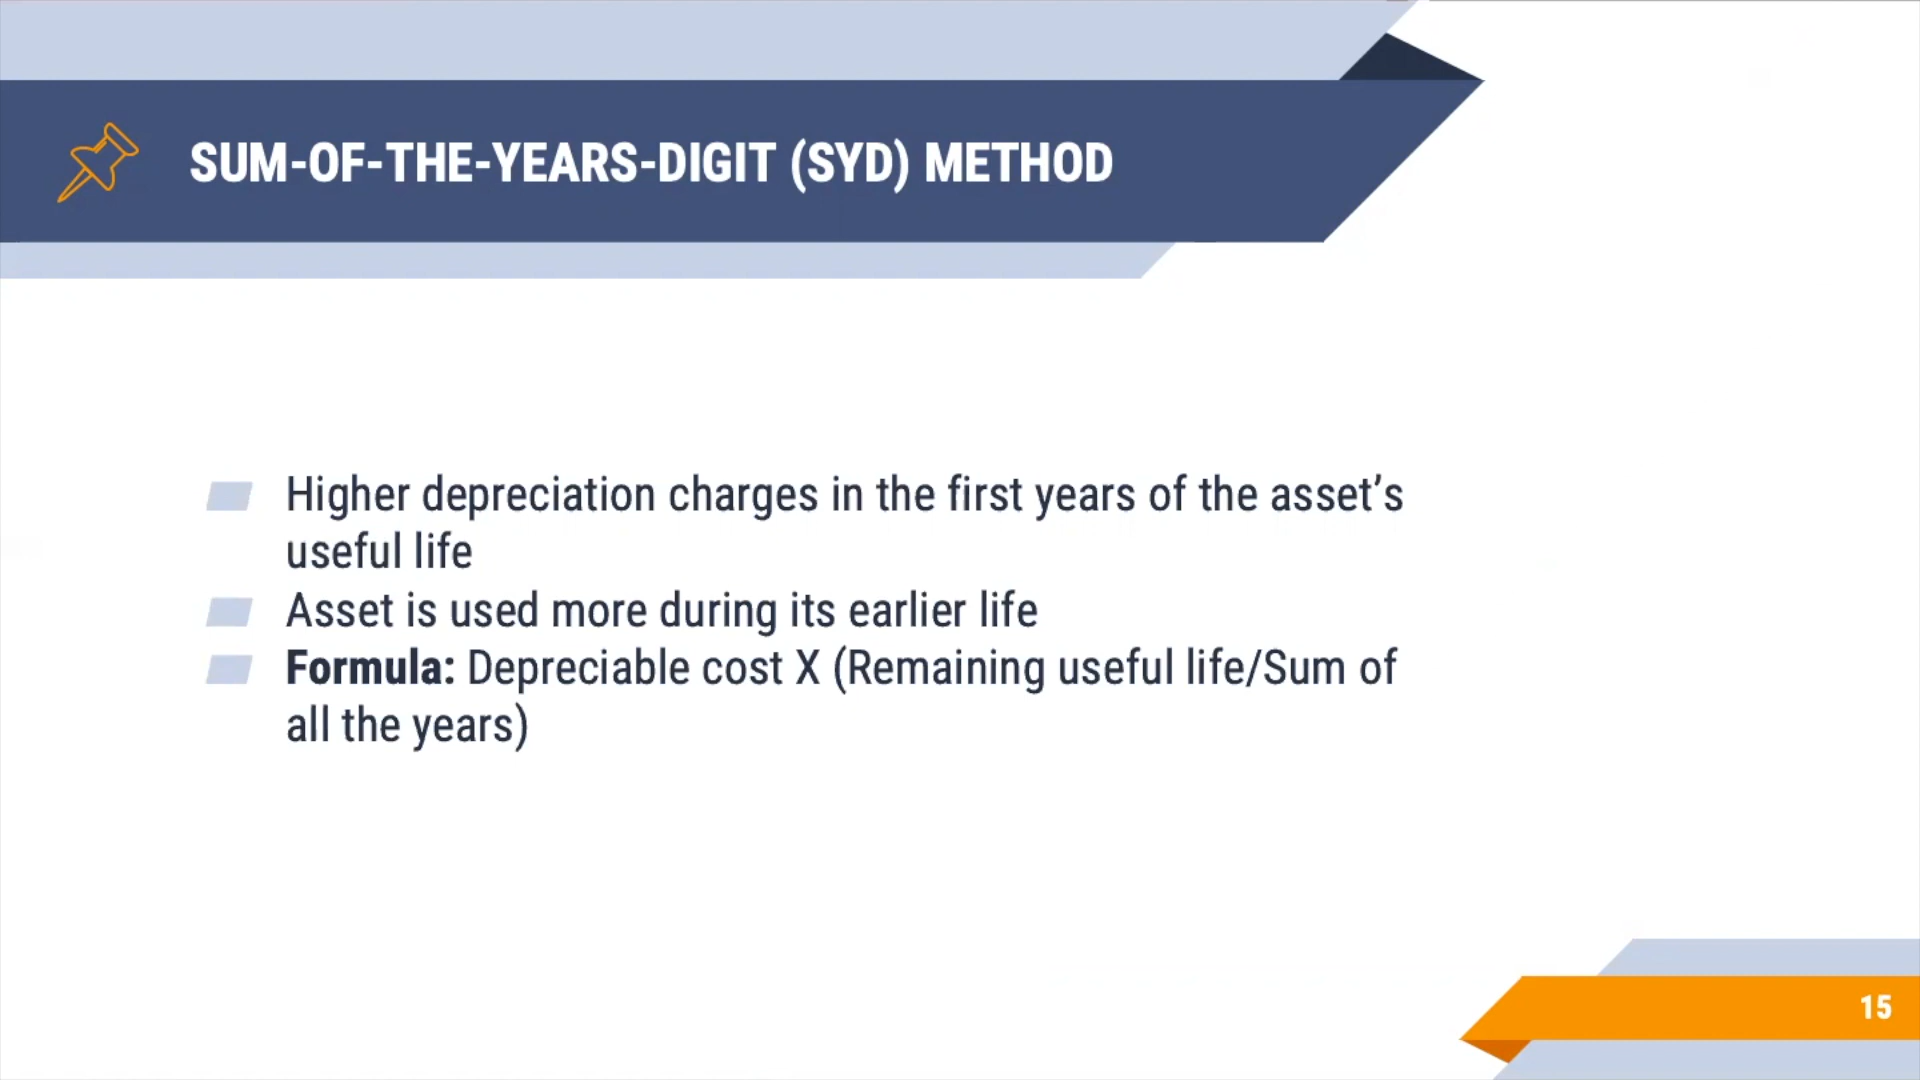 SUM-OF-THE-YEARS-DIGIT (SYD) METHOD
Higher depreciation charges in the first years of the asset’s
useful life
Asset is used more during its earlier life
Formula: Depreciable cost X (Remaining useful life/Sum of
all the years)
15